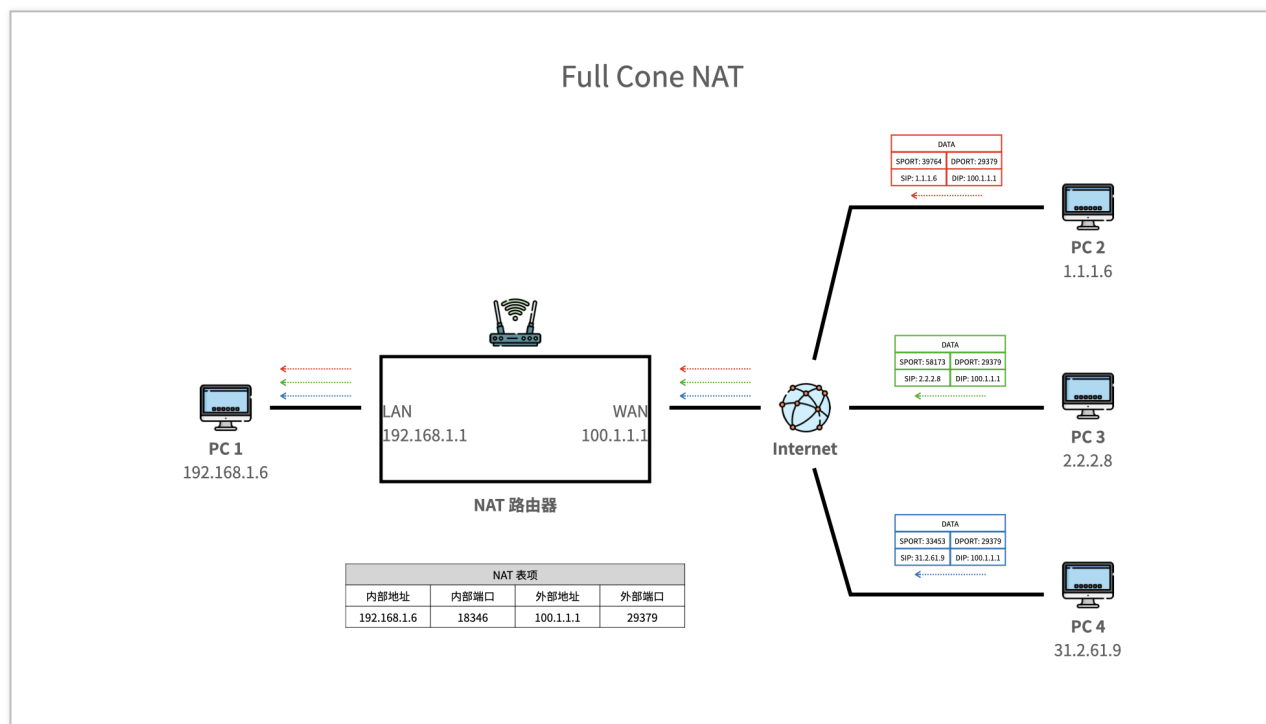 Full Cone NAT
DATA
SPORT: 39764 DPORT: 29379
SIP: 1.1.1.6 DIP: 100.1.1.1
PC 2
1.1.1.6
DATA
SPORT: 58173 DPORT: 29379
SIP: 2.2.2.8 DIP: 100.1.1.1
LAN WAN
192.168.1.1 100.1.1.1
PC 1
192.168.1.6
Internet
PC 3
2.2.2.8
NAT 路由器
DATA
SPORT: 33453 DPORT: 29379
SIP: 31.2.61.9 DIP: 100.1.1.1
NAT 表项
内部地址 内部端口 外部地址 外部端口
192.168.1.6 18346 100.1.1.1 29379
PC 4
31.2.61.9